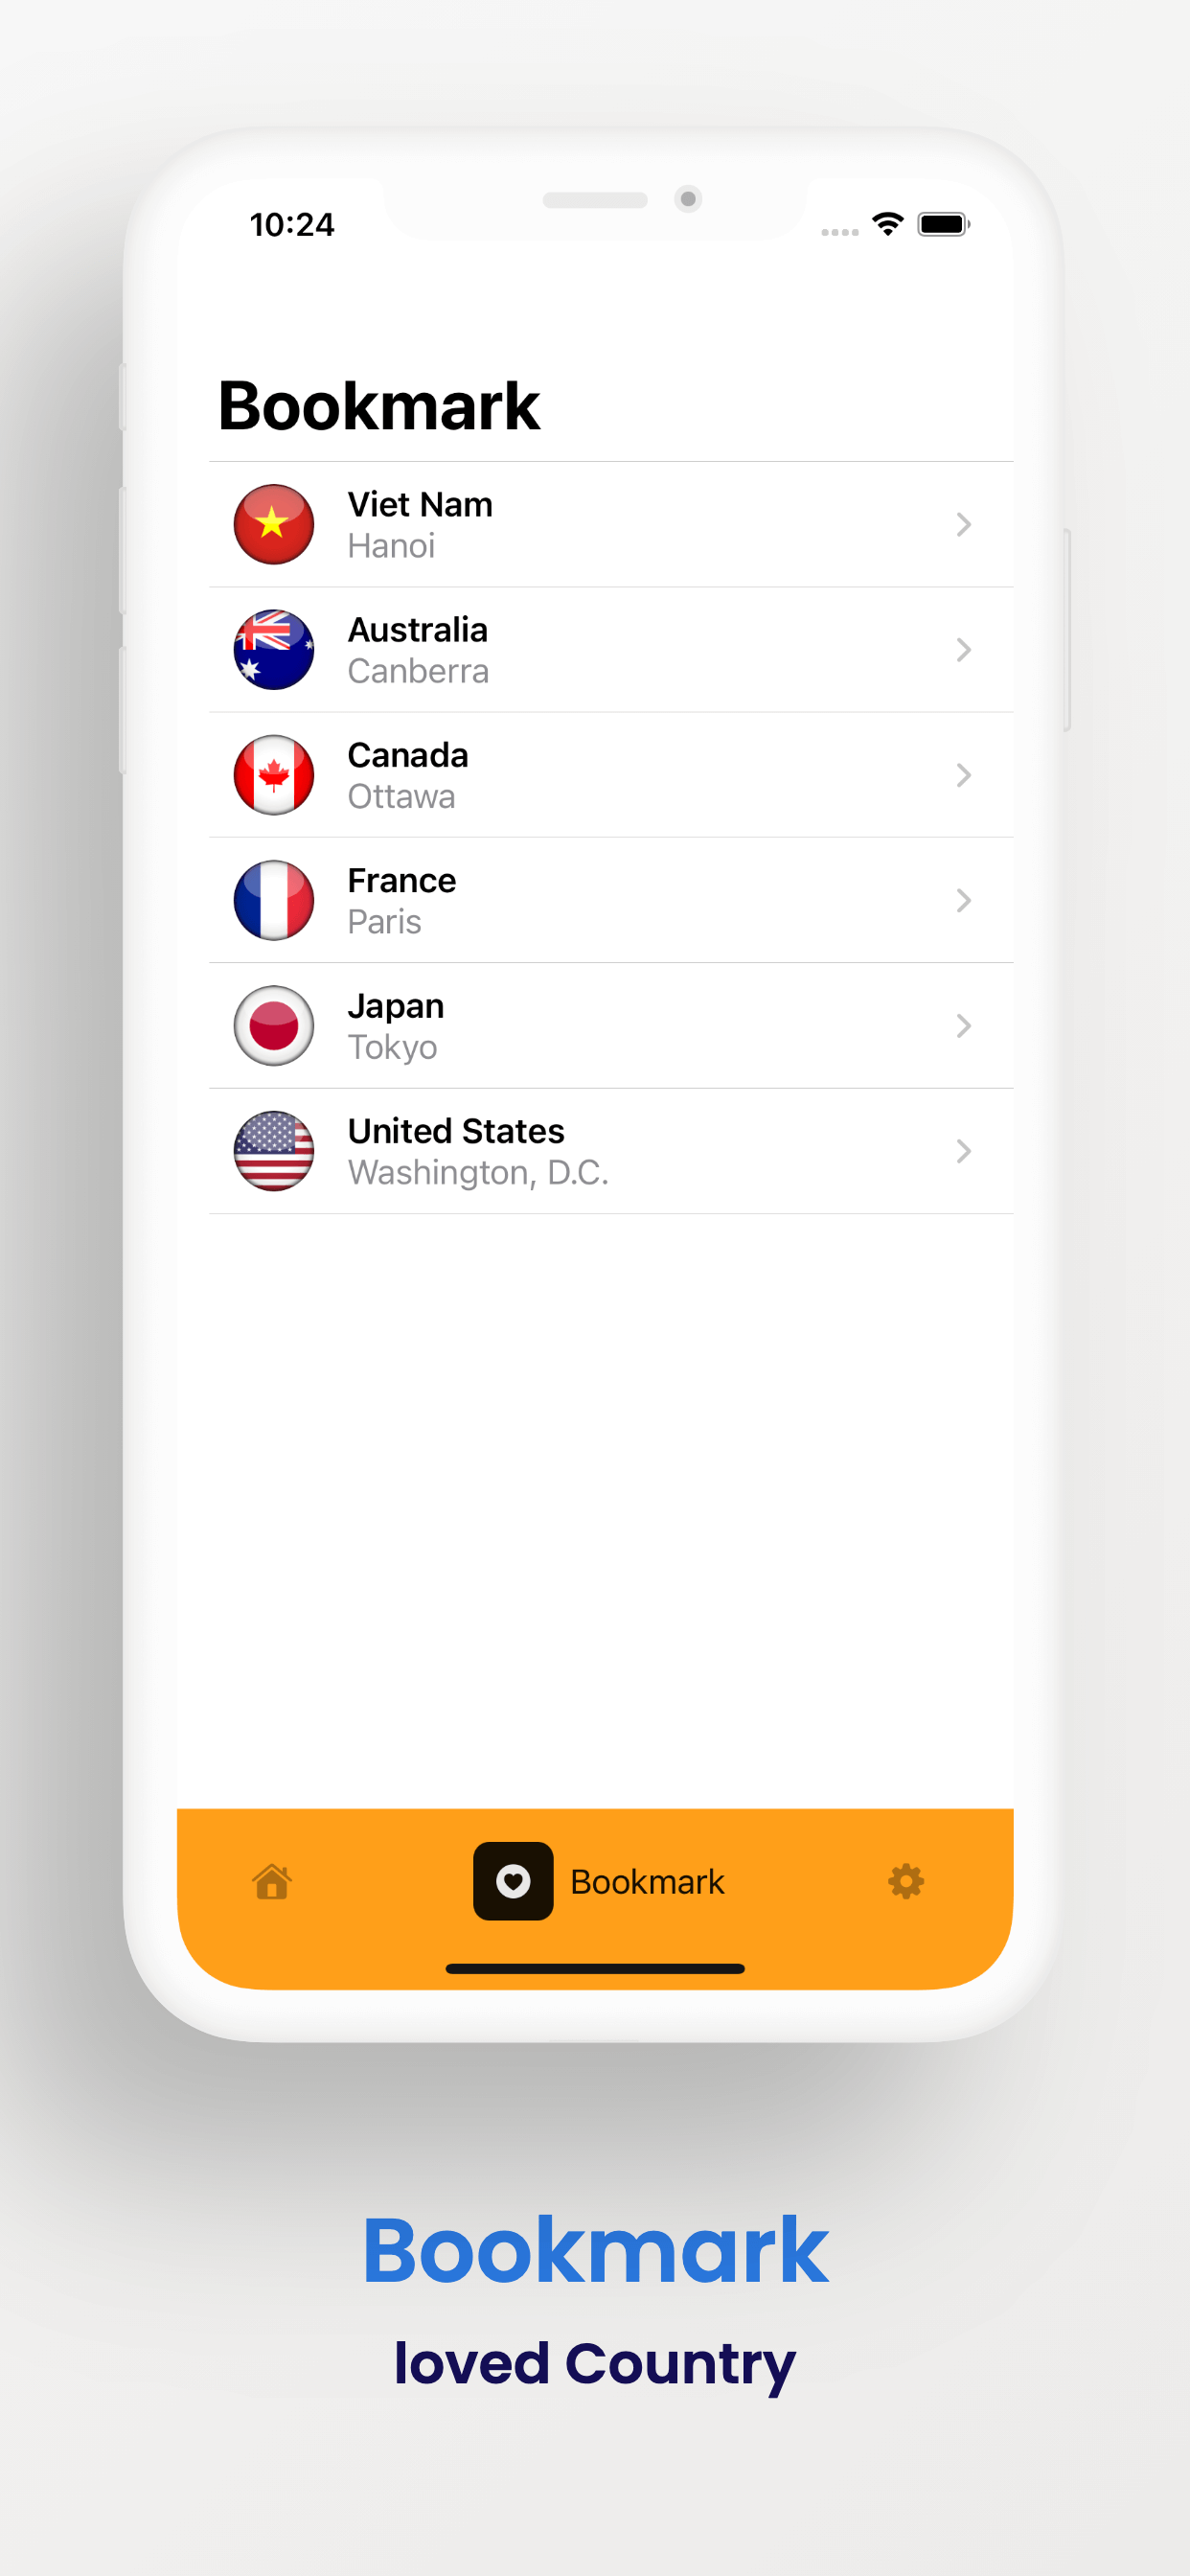 10:24
Bookmark
Viet Nam
Hanoi
Australia
Canberra
Canada
Ottawa
France
Paris
Japan
Tokyo
United States
Washington, D.C.
Bookmark
Bookmark
loved Country